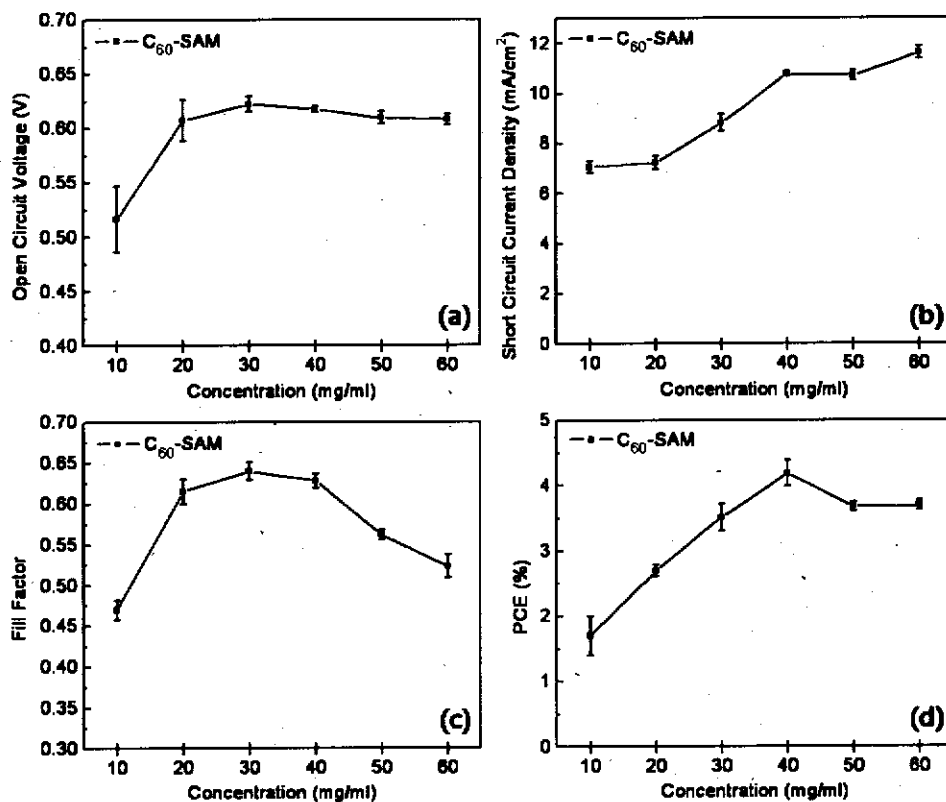 0.70
0.65
0.60
0.55
0.50
0.45
0.40
C60-SAM
Open Circuit Voltage (V)
(a)
10 20 30 40 50 60
Concentration (mg/ml)
12
10
8
6
4
2
0
C60-SAM
Short Circuit Current Density (mA/cm2)
(b)
10 20 30 40 50 60
Concentration (mg/ml)
0.70
0.65
0.60
0.55
0.50
0.45
0.40
0.35
0.30
C60-SAM
Fill Factor
(c)
10 20 30 40 50 60
Concentration (mg/ml)
5
4
3
2
1
0
C60-SAM
PCE (%)
(d)
10 20 30 40 50 60
Concentration (mg/ml)